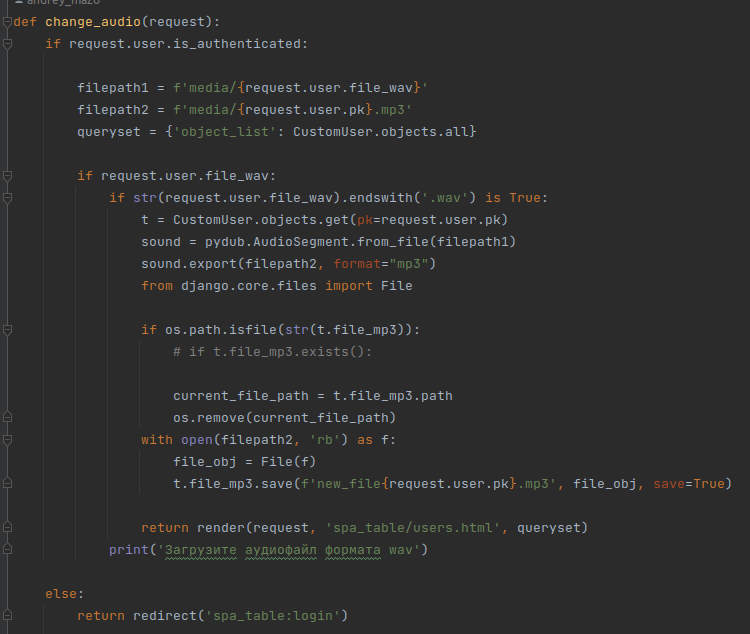 andrey_mazo
def change_audio(request):
    if request.user.is_authenticated:

        filepath1 = f'media/{request.user.file_wav}'
        filepath2 = f'media/{request.user.pk}.mp3'
        queryset = {'object_list': CustomUser.objects.all}

        if request.user.file_wav:
            if str(request.user.file_wav).endswith('.wav') is True:
                t = CustomUser.objects.get(pk=request.user.pk)
                sound = pydub.AudioSegment.from_file(filepath1)
                sound.export(filepath2, format="mp3")
                from django.core.files import File

                if os.path.isfile(str(t.file_mp3)):
                    # if t.file_mp3.exists():

                    current_file_path = t.file_mp3.path
                    os.remove(current_file_path)
                with open(filepath2, 'rb') as f:
                    file_obj = File(f)
                    t.file_mp3.save(f'new_file{request.user.pk}.mp3', file_obj, save=True)

                return render(request, 'spa_table/users.html', queryset)
            print('Загрузите аудиофайл формата wav')

    else:
        return redirect('spa_table:login')